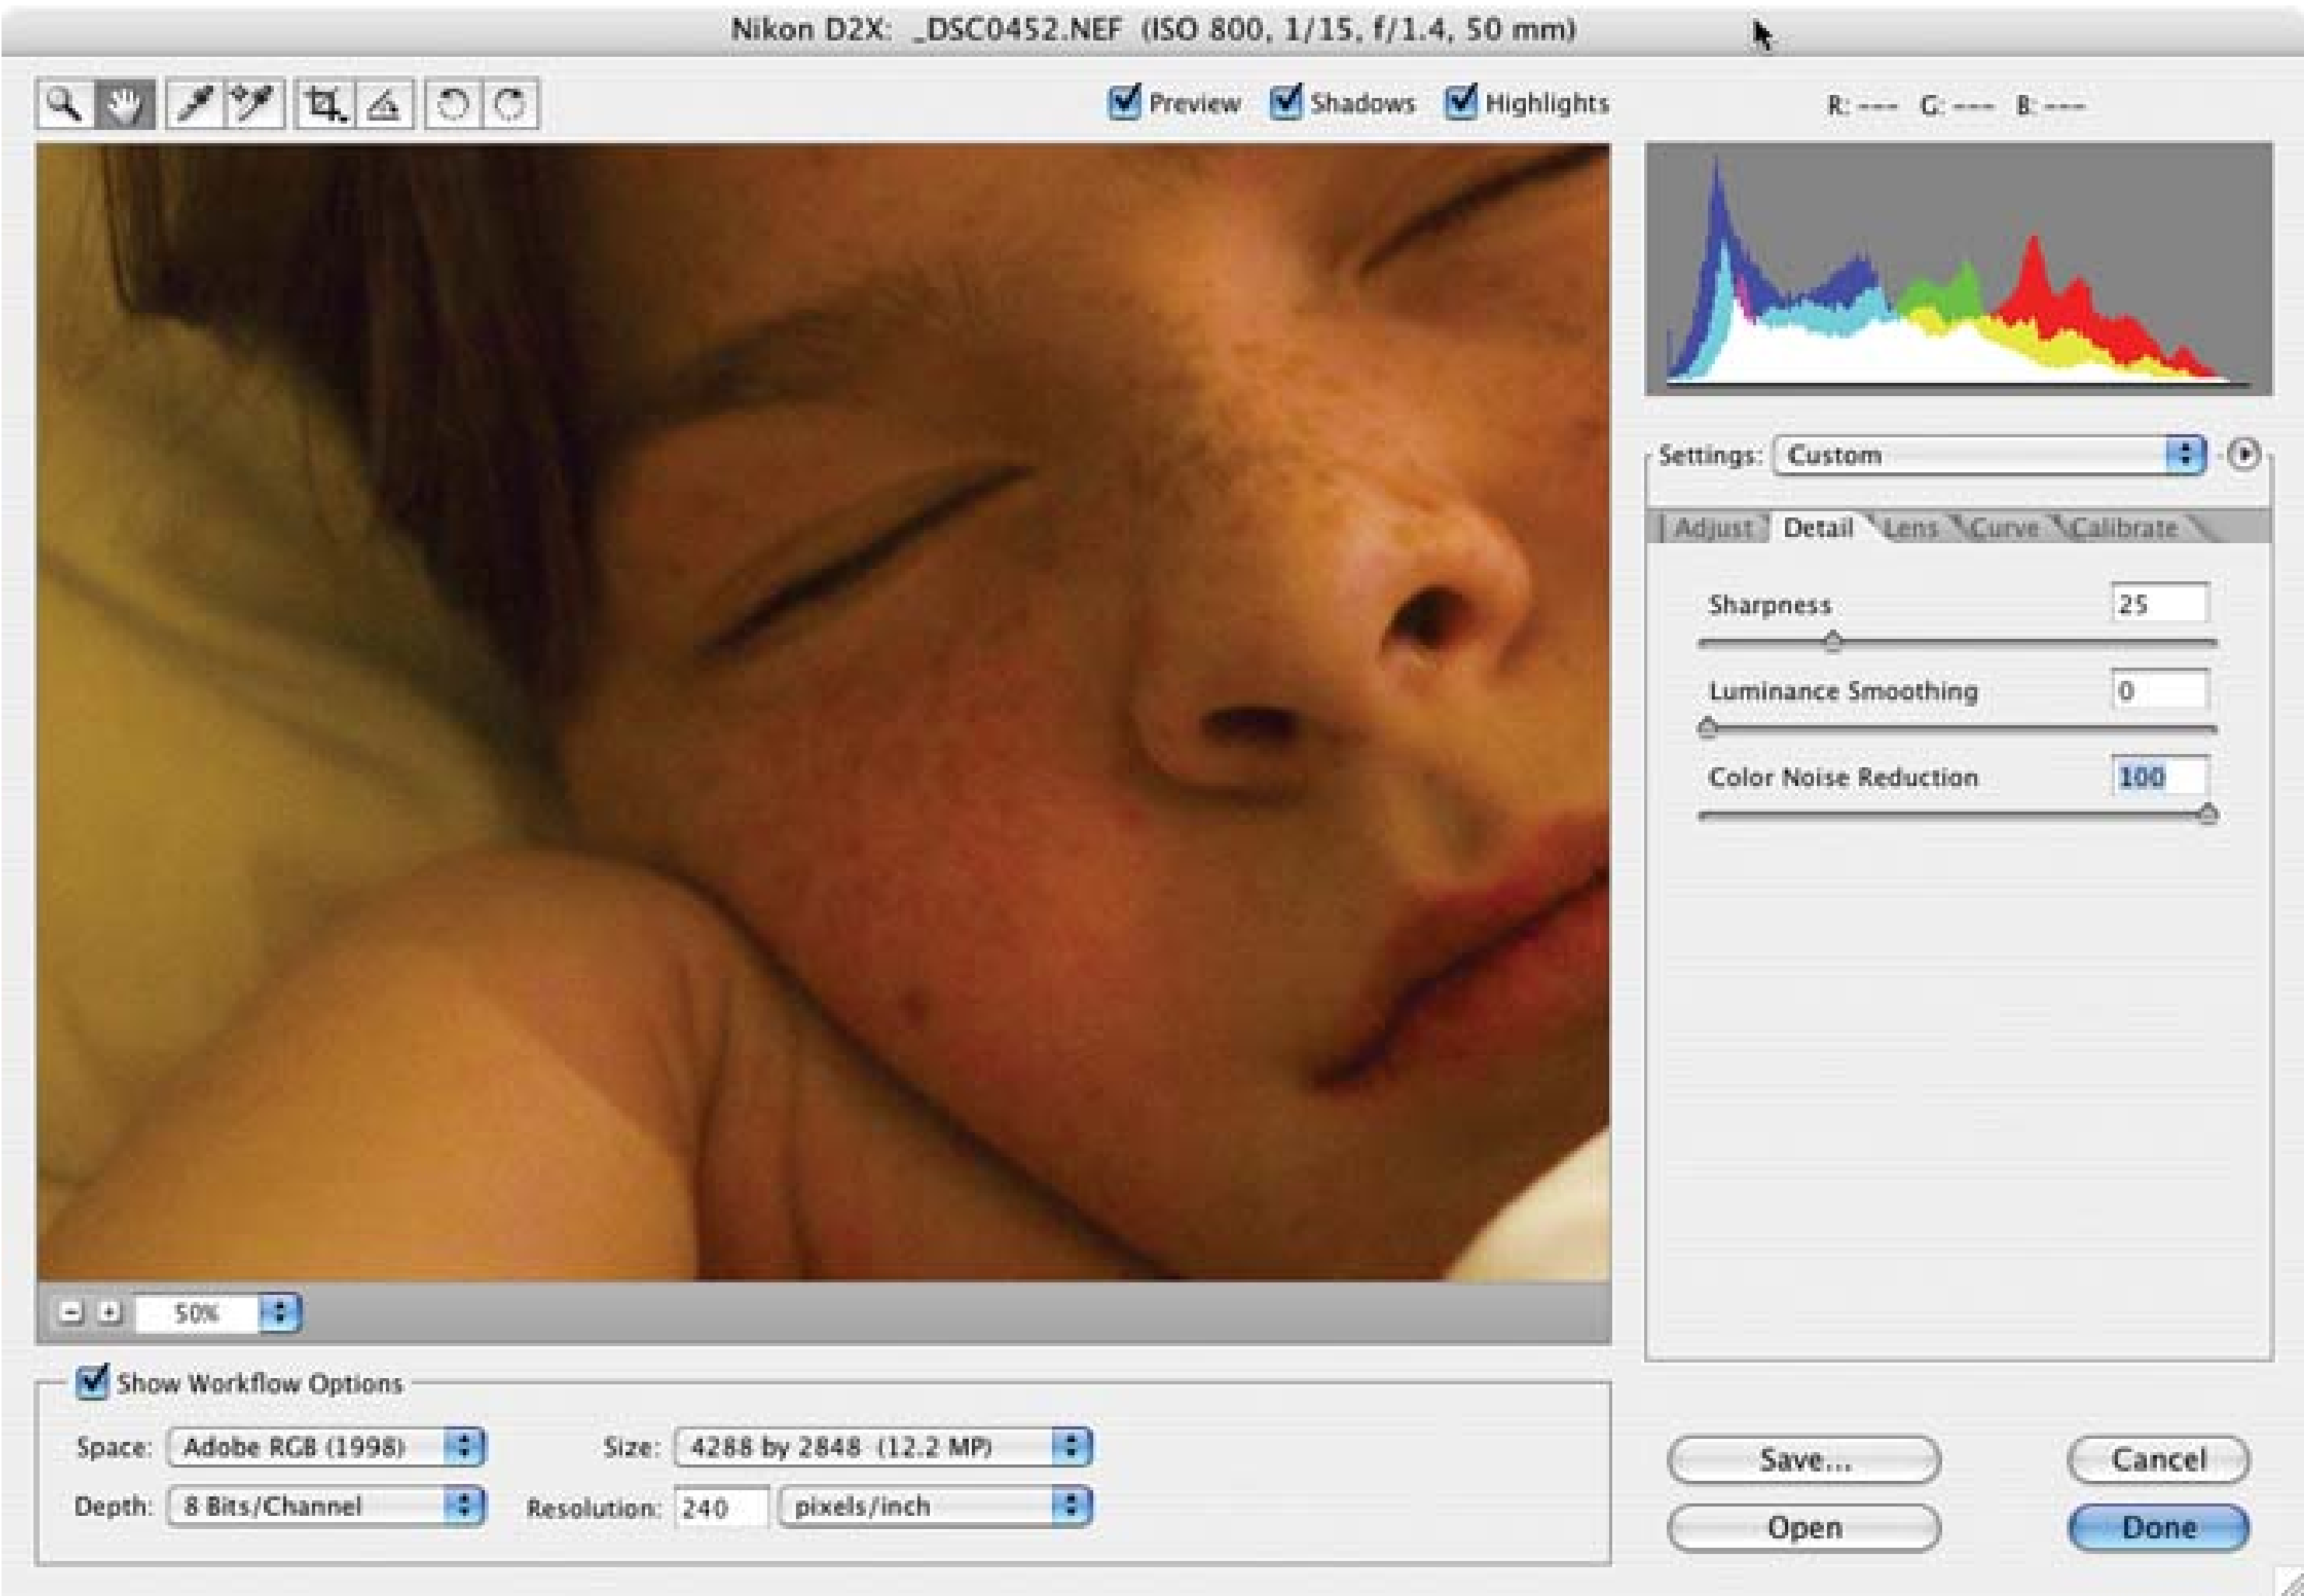 Nikon D2X: _DSC0452.NEF (ISO 800, 1/15, f/1.4, 50 mm)
Preview Shadows Highlights
R: --- G: --- B: ---
Settings: Custom
Adjust Detail Lens Curve Calibrate
Sharpness 25
Luminance Smoothing 0
Color Noise Reduction 100
50%
Show Workflow Options
Space: Adobe RGB (1998) Size: 4288 by 2848 (12.2 MP)
Depth: 8 Bits/Channel Resolution: 240 pixels/inch
Save... Cancel
Open Done